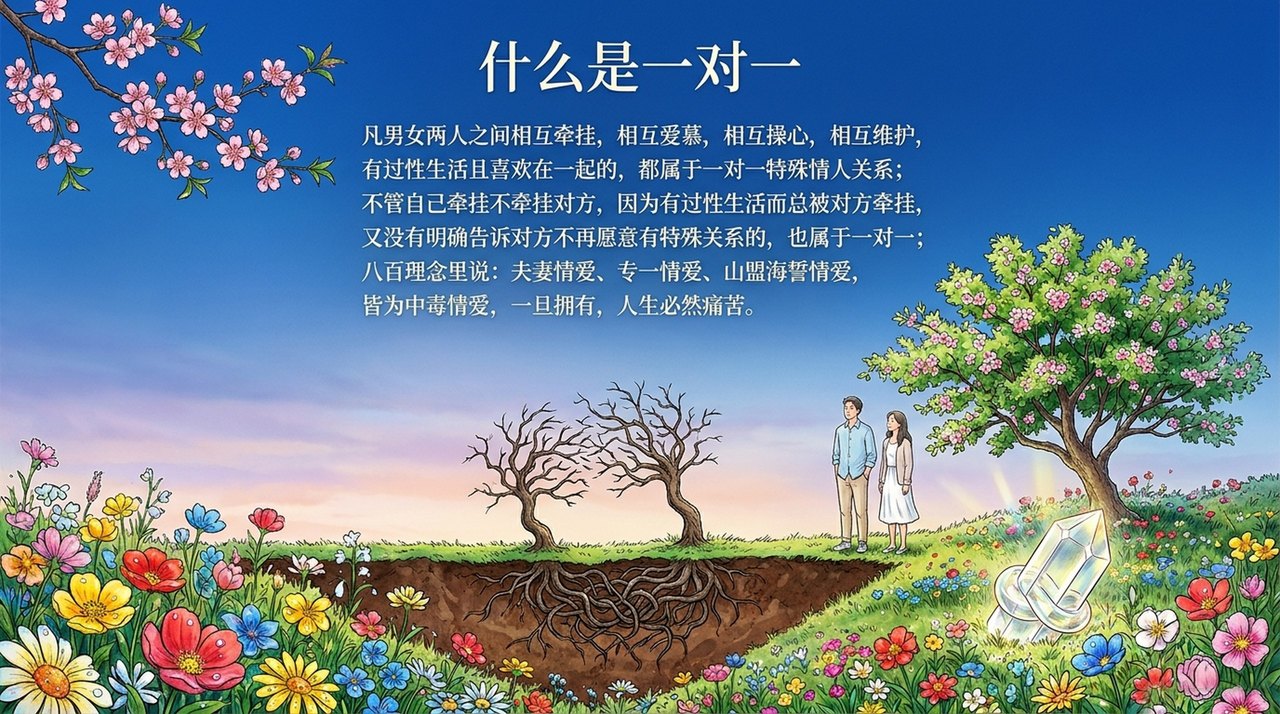 什么是一对一
凡男女两人之间相互牵挂，相互爱慕，相互操心，相互维护，
有过性生活且喜欢在一起的，都属于一对一特殊情人关系；
不管自己牵挂不牵挂对方，因为有过性生活而总被对方牵挂，
又没有明确告诉对方不再愿意有特殊关系的，也属于一对一；
八百理念里说：夫妻情爱、专一情爱、山盟海誓情爱，
皆为中毒情爱，一旦拥有，人生必然痛苦。